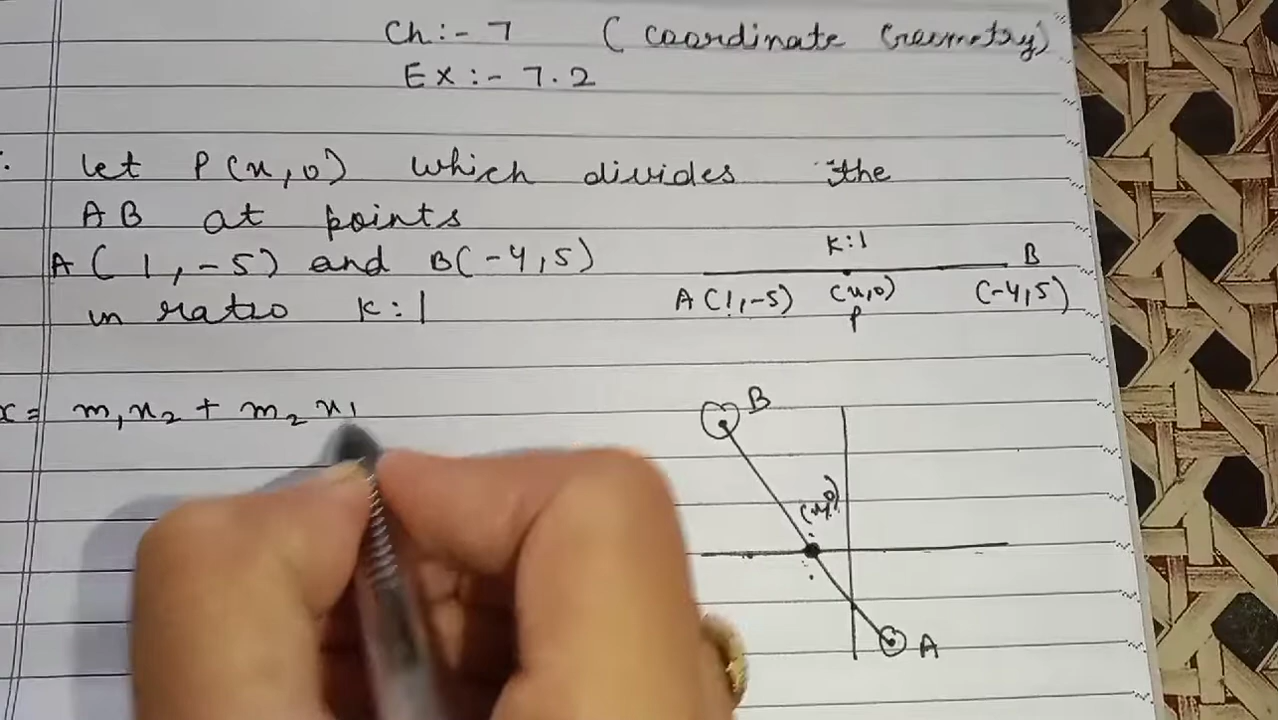 Ch:- 7 (Coordinate Geometry)
Ex:- 7.2
Let P(x,0) which divides the
AB at points
A(1,-5) and B(-4,5)
in ratio K:1
K:1
B
A(1,-5) (x,0) (-4,5)
P
x= m₁x₂ + m₂x₁
B
(x,0)
A